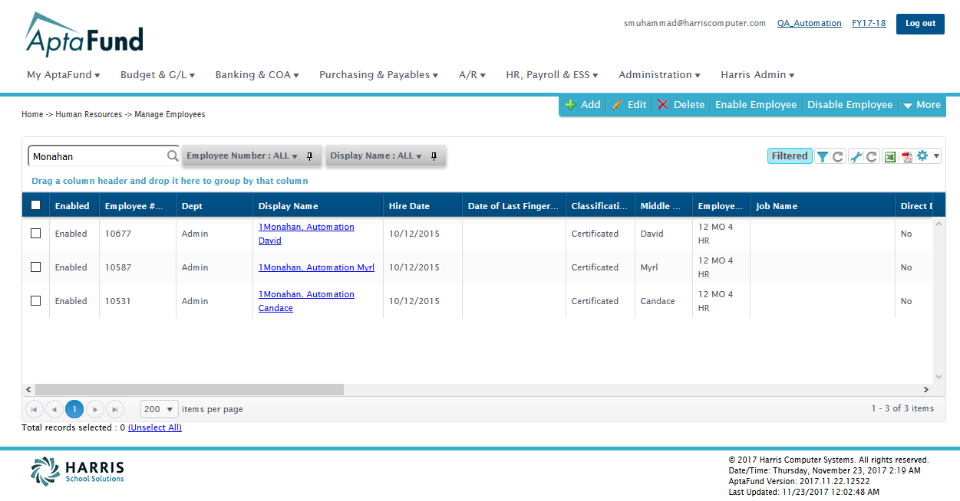 smuhammad@harriscomputer.com QA_Automation FY17-18 Log out
AptaFund
My AptaFund Budget & G/L Banking & COA Purchasing & Payables A/R HR, Payroll & ESS Administration Harris Admin
Add Edit Delete Enable Employee Disable Employee More
Home -> Human Resources -> Manage Employees
Monahan Employee Number : ALL Display Name : ALL Filtered
Drag a column header and drop it here to group by that column
Enabled Employee #... Dept Display Name Hire Date Date of Last Finger... Classificati... Middle ... Employe... Job Name Direct D
Enabled 10677 Admin 1Monahan, Automation David 10/12/2015 Certificated David 12 MO 4 HR No
Enabled 10587 Admin 1Monahan, Automation Myrl 10/12/2015 Certificated Myrl 12 MO 4 HR No
Enabled 10531 Admin 1Monahan, Automation Candace 10/12/2015 Certificated Candace 12 MO 4 HR No
1 200 items per page 1 - 3 of 3 items
Total records selected : 0 (Unselect All)
HARRIS
School Solutions
© 2017 Harris Computer Systems. All rights reserved.
Date/Time: Thursday, November 23, 2017 2:19 AM
AptaFund Version: 2017.11.22.12522
Last Updated: 11/23/2017 12:02:48 AM